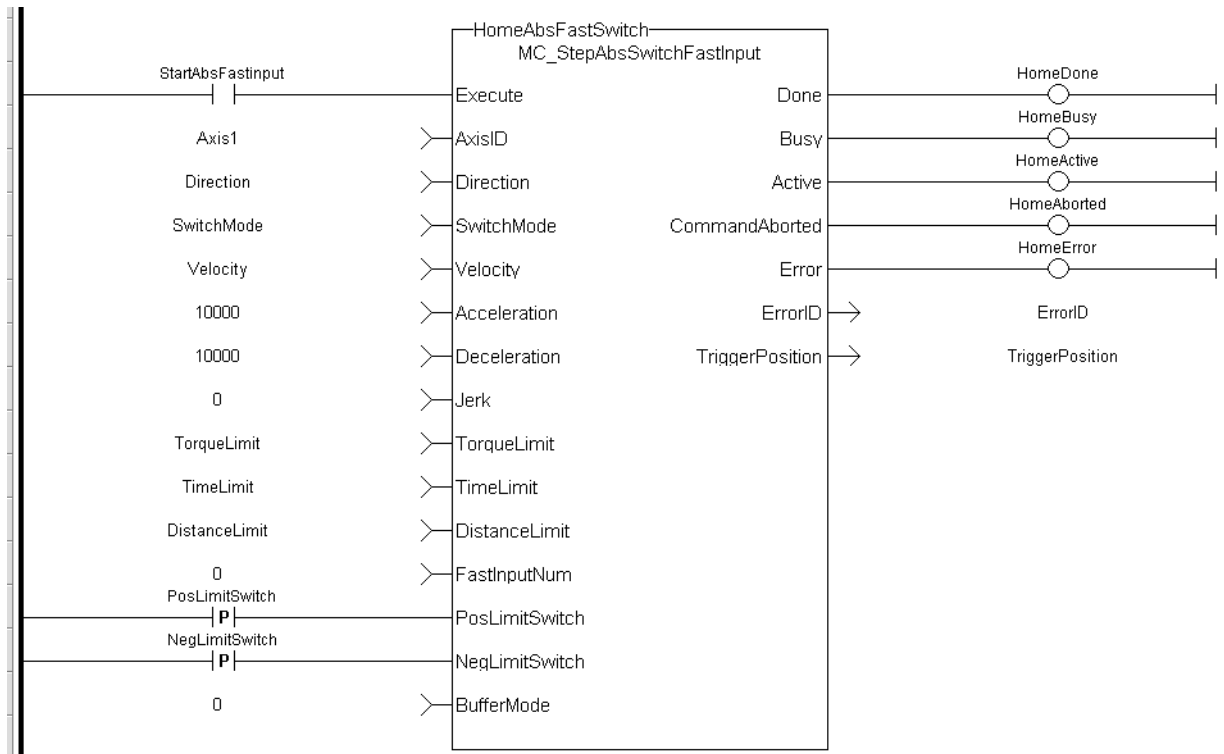 HomeAbsFastSwitch
MC_StepAbsSwitchFastInput
StartAbsFastInput
Execute
Done
HomeDone
Axis1
AxisID
Busy
HomeBusy
Direction
Direction
Active
HomeActive
SwitchMode
SwitchMode
CommandAborted
HomeAborted
Velocity
Velocity
Error
HomeError
10000
Acceleration
ErrorID
ErrorID
10000
Deceleration
TriggerPosition
TriggerPosition
0
Jerk
TorqueLimit
TorqueLimit
TimeLimit
TimeLimit
DistanceLimit
DistanceLimit
0
FastInputNum
PosLimitSwitch
P
PosLimitSwitch
NegLimitSwitch
P
NegLimitSwitch
0
BufferMode